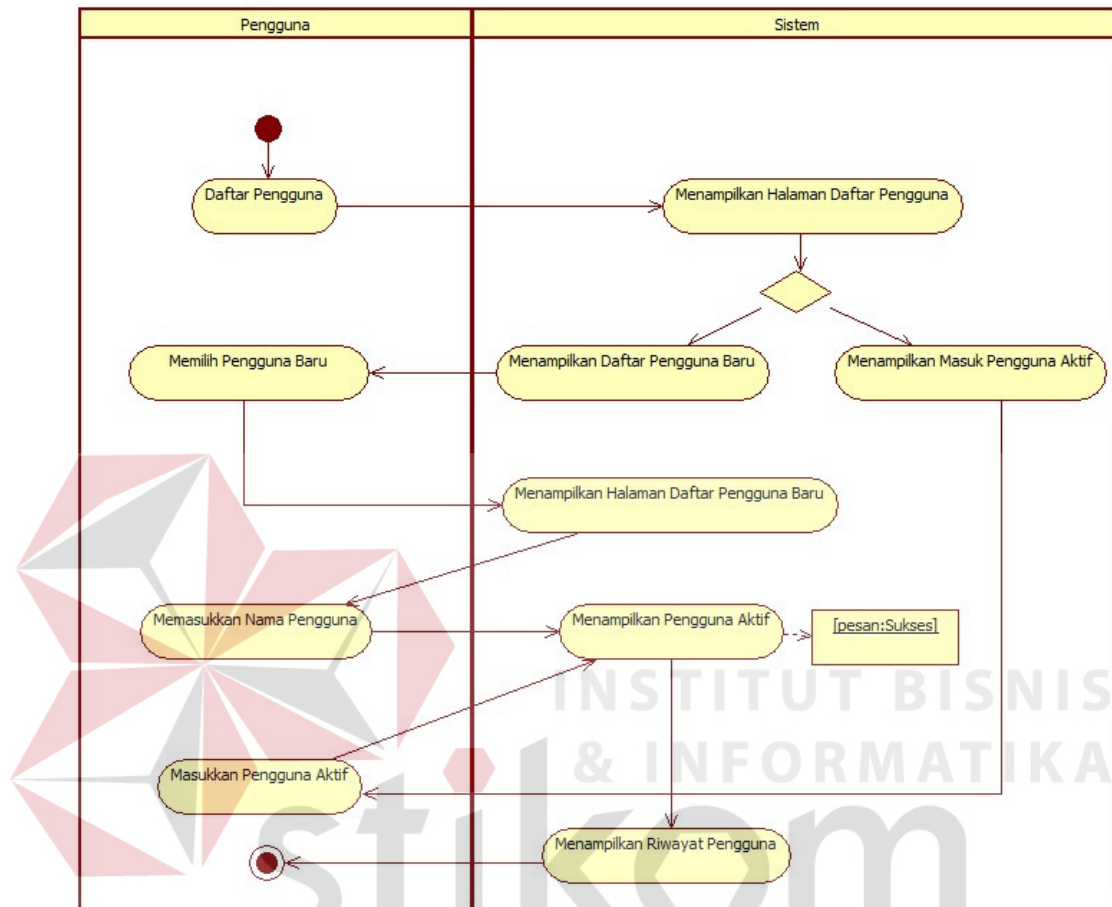 Pengguna
Sistem
Daftar Pengguna
Menampilkan Halaman Daftar Pengguna
Memilih Pengguna Baru
Menampilkan Daftar Pengguna Baru
Menampilkan Masuk Pengguna Aktif
Menampilkan Halaman Daftar Pengguna Baru
Memasukkan Nama Pengguna
Menampilkan Pengguna Aktif
[pesan:Sukses]
INSTITUT BISNIS
& INFORMATIKA
Masukkan Pengguna Aktif
stikom
Menampilkan Riwayat Pengguna